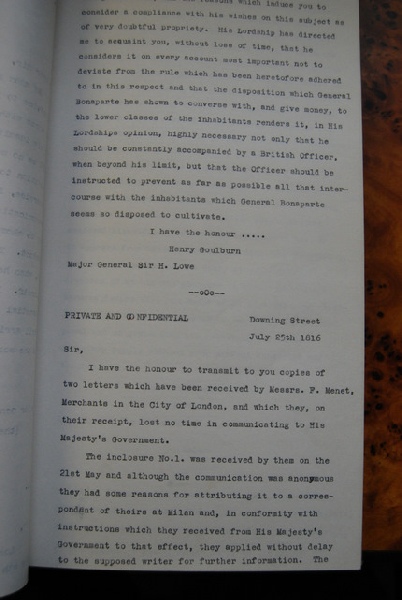 reasons which induce you to
consider a compliance with his wishes on this subject as
of very doubtful propriety. His Lordship has directed
me to acquaint you, without loss of time, that he
considers it on every account most important not to
deviate from the rule which has been heretofore adhered
to in this respect and that the disposition which General
Bonaparte has shown to converse with, and give money, to
the lower classes of the inhabitants renders it, in His
Lordships opinion, highly necessary not only that he
should be constantly accompanied by a British Officer,
when beyond his limit, but that the Officer should be
instructed to prevent as far as possible all that inter-
course with the inhabitants which General Bonaparte
seems so disposed to cultivate.
I have the honour .....
Henry Goulburn
Major General Sir H. Lowe
---oOo---
PRIVATE AND CONFIDENTIAL
Downing Street
July 25th 1816
Sir,
I have the honour to transmit to you copies of
two letters which have been received by Messrs. F. Menet,
Merchants in the City of London, and which they, on
their receipt, lost no time in communicating to His
Majesty's Government.
The inclosure No.1. was received by them on the
21st May and although the communication was anonymous
they had some reasons for attributing it to a corres-
pondent of theirs at Milan and, in conformity with
instructions which they received from His Majesty's
Government to that effect, they applied without delay
to the supposed writer for further information. The